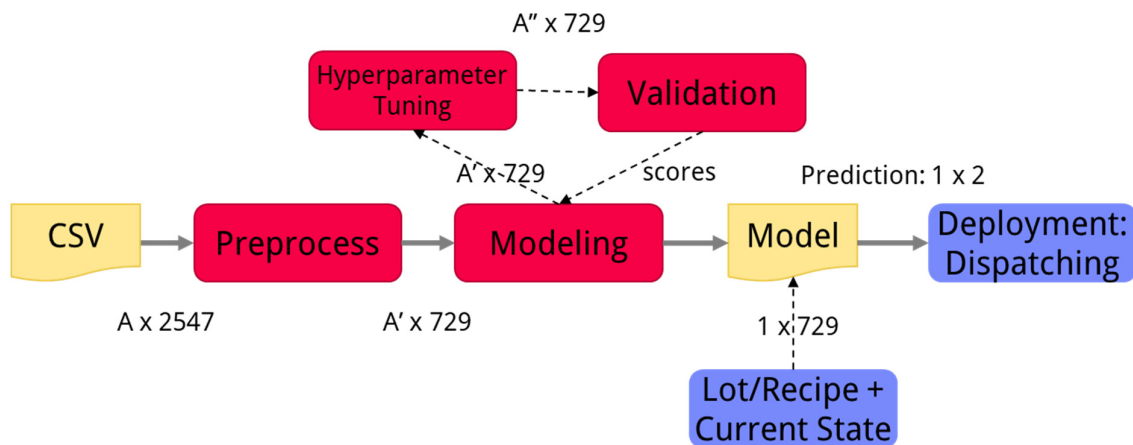 A’’ x 729
Hyperparameter
Tuning
Validation
A’ x 729
scores
Prediction: 1 x 2
CSV
Preprocess
Modeling
Model
Deployment:
Dispatching
A x 2547
A’ x 729
1 x 729
Lot/Recipe +
Current State